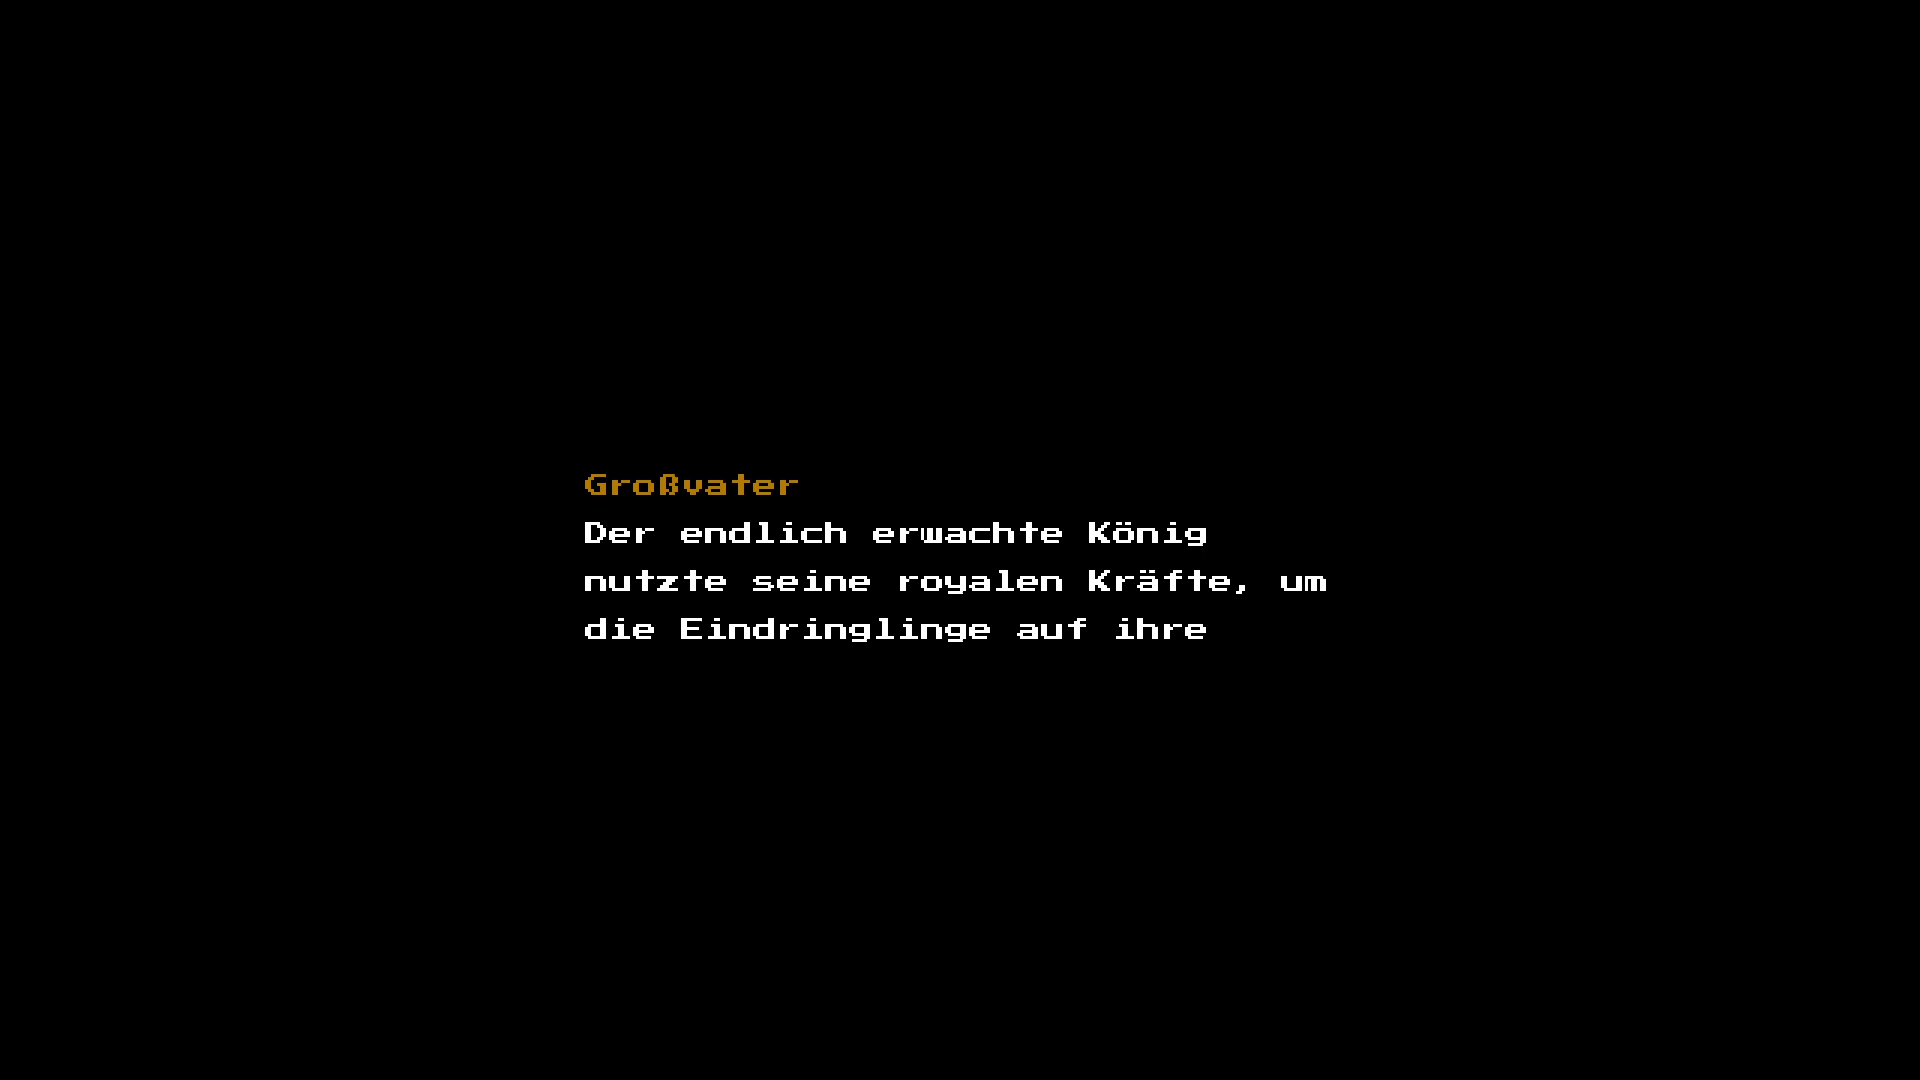 Großvater
Der endlich erwachte König
nutzte seine royalen Kräfte, um
die Eindringlinge auf ihre